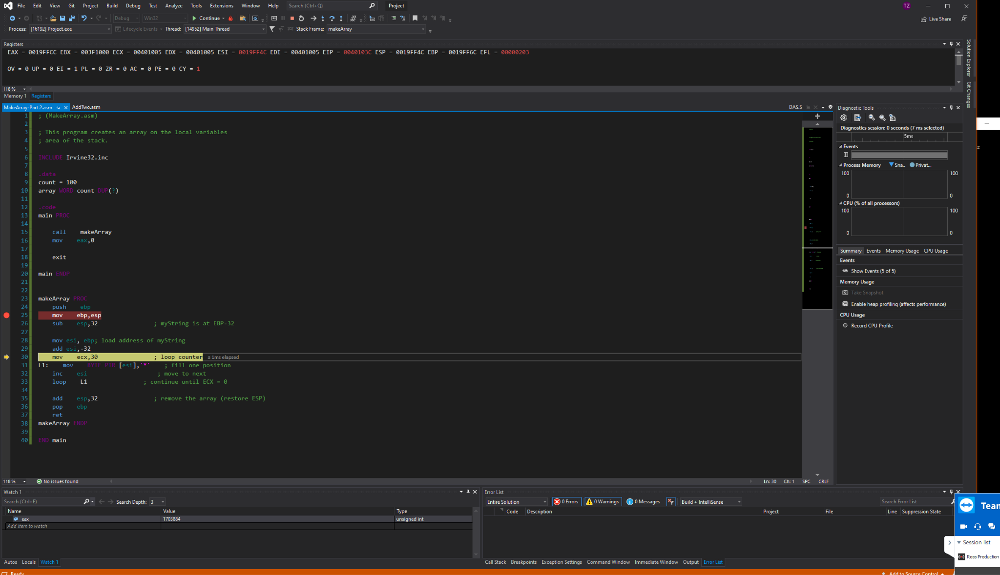 File Edit View Git Project Build Debug Test Analyze Tools Extensions Window Help Search (Ctrl+Q) Project TZ
Debug Win32 Continue Live Share
Process: [16192] Project.exe Lifecycle Events Thread: [14952] Main Thread Stack Frame: makeArray
Registers
EAX = 0019FFCC EBX = 003F1000 ECX = 00401005 EDX = 00401005 ESI = 0019FF4C EDI = 00401005 EIP = 0040103C ESP = 0019FF4C EBP = 0019FF6C EFL = 00000203
OV = 0 UP = 0 EI = 1 PL = 0 ZR = 0 AC = 0 PE = 0 CY = 1
118 %
Memory 1 Registers
Solution Explorer
Git Changes
MakeArray-Part 2.asm AddTwo.asm DAS.S
1 ; (MakeArray.asm)
2
3 ; This program creates an array on the local variables
4 ; area of the stack.
5
6 INCLUDE Irvine32.inc
7
8 .data
9 count = 100
10 array WORD count DUP(?)
11
12 .code
13 main PROC
14
15 call makeArray
16 mov eax,0
17
18 exit
19
20 main ENDP
21
22
23 makeArray PROC
24 push ebp
25 mov ebp,esp
26 sub esp,32 ; myString is at EBP-32
27
28 mov esi, ebp; load address of myString
29 add esi,-32
30 mov ecx,30 ; loop counter ≤ 1ms elapsed
31 L1: mov BYTE PTR [esi],'*' ; fill one position
32 inc esi ; move to next
33 loop L1 ; continue until ECX = 0
34
35 add esp,32 ; remove the array (restore ESP)
36 pop ebp
37 ret
38 makeArray ENDP
39
40 END main
118 % No issues found Ln: 30 Ch: 1 SPC CRLF
Diagnostic Tools
Diagnostics session: 0 seconds (7 ms selected)
5ms
Events
Process Memory Sna.. Privat...
100 100
0 0
CPU (% of all processors)
100 100
0 0
Summary Events Memory Usage CPU Usage
Events
Show Events (5 of 5)
Memory Usage
Take Snapshot
Enable heap profiling (affects performance)
CPU Usage
Record CPU Profile
Watch 1
Search (Ctrl+E) Search Depth: 3
Name Value Type
eax 1703884 unsigned int
Add item to watch
Autos Locals Watch 1
Error List
Entire Solution 0 Errors 0 Warnings 0 Messages Build + IntelliSense Search Error List
Code Description Project File Line Suppression State
Call Stack Breakpoints Exception Settings Command Window Immediate Window Output Error List
Team
Session list
Ross Production
Ready Add to Source Control